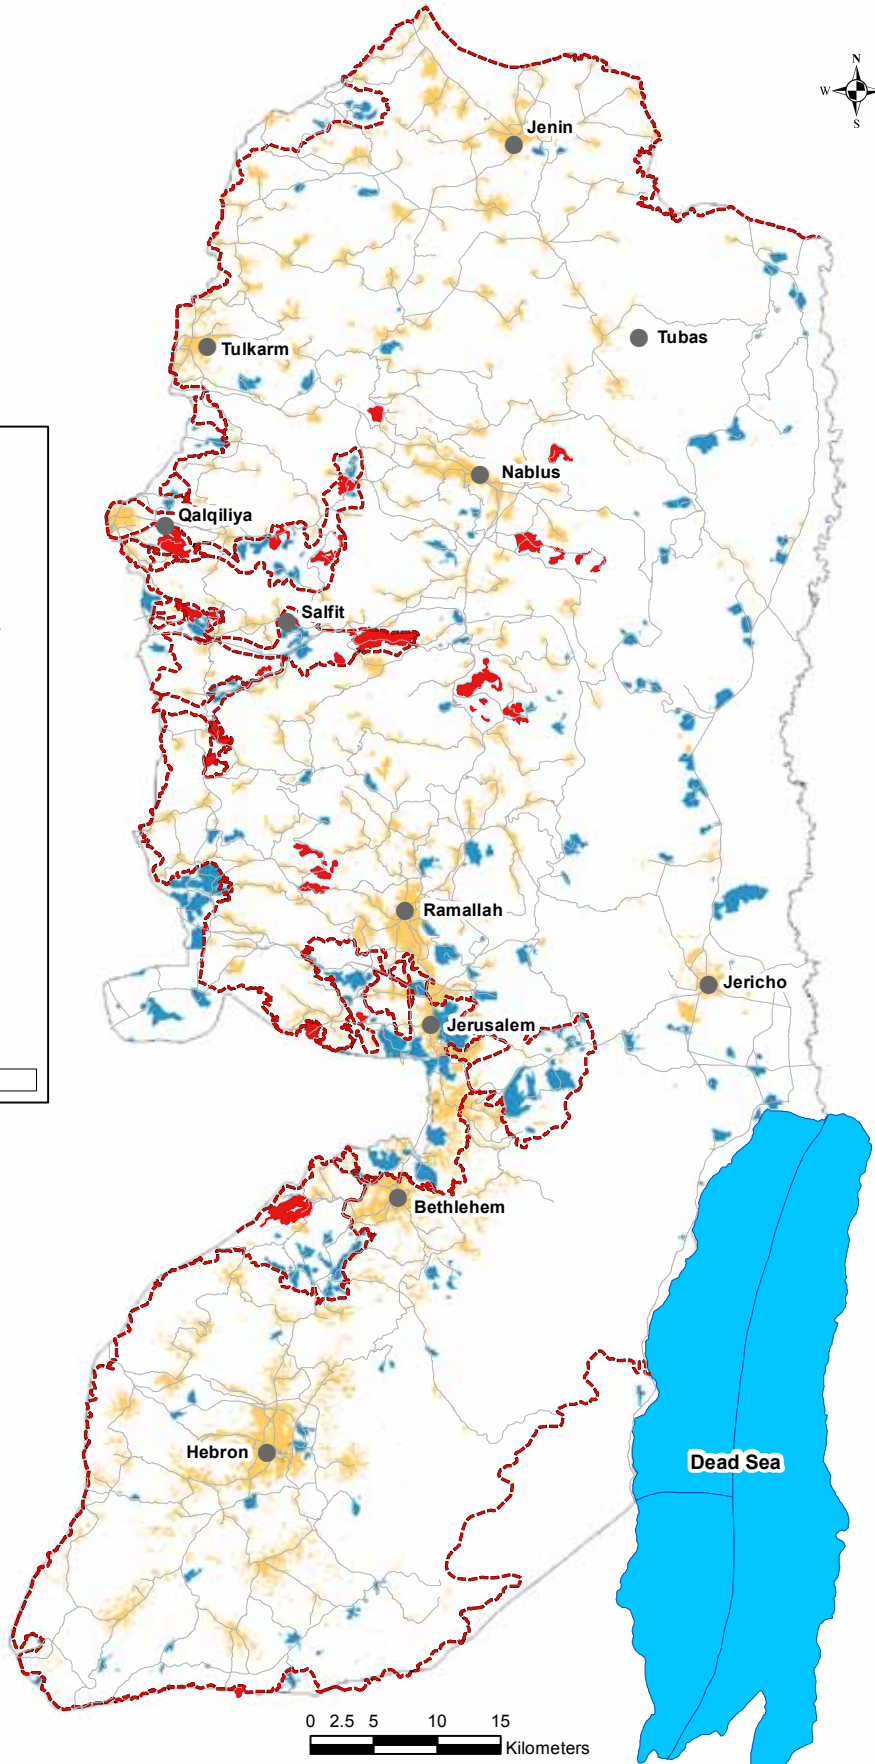 N
W
S
Jenin
Tubas
Tulkarm
Nablus
Qalqiliya
Salfit
Ramallah
Jericho
Jerusalem
Bethlehem
Hebron
Dead Sea
0 2.5 5 10 15
Kilometers